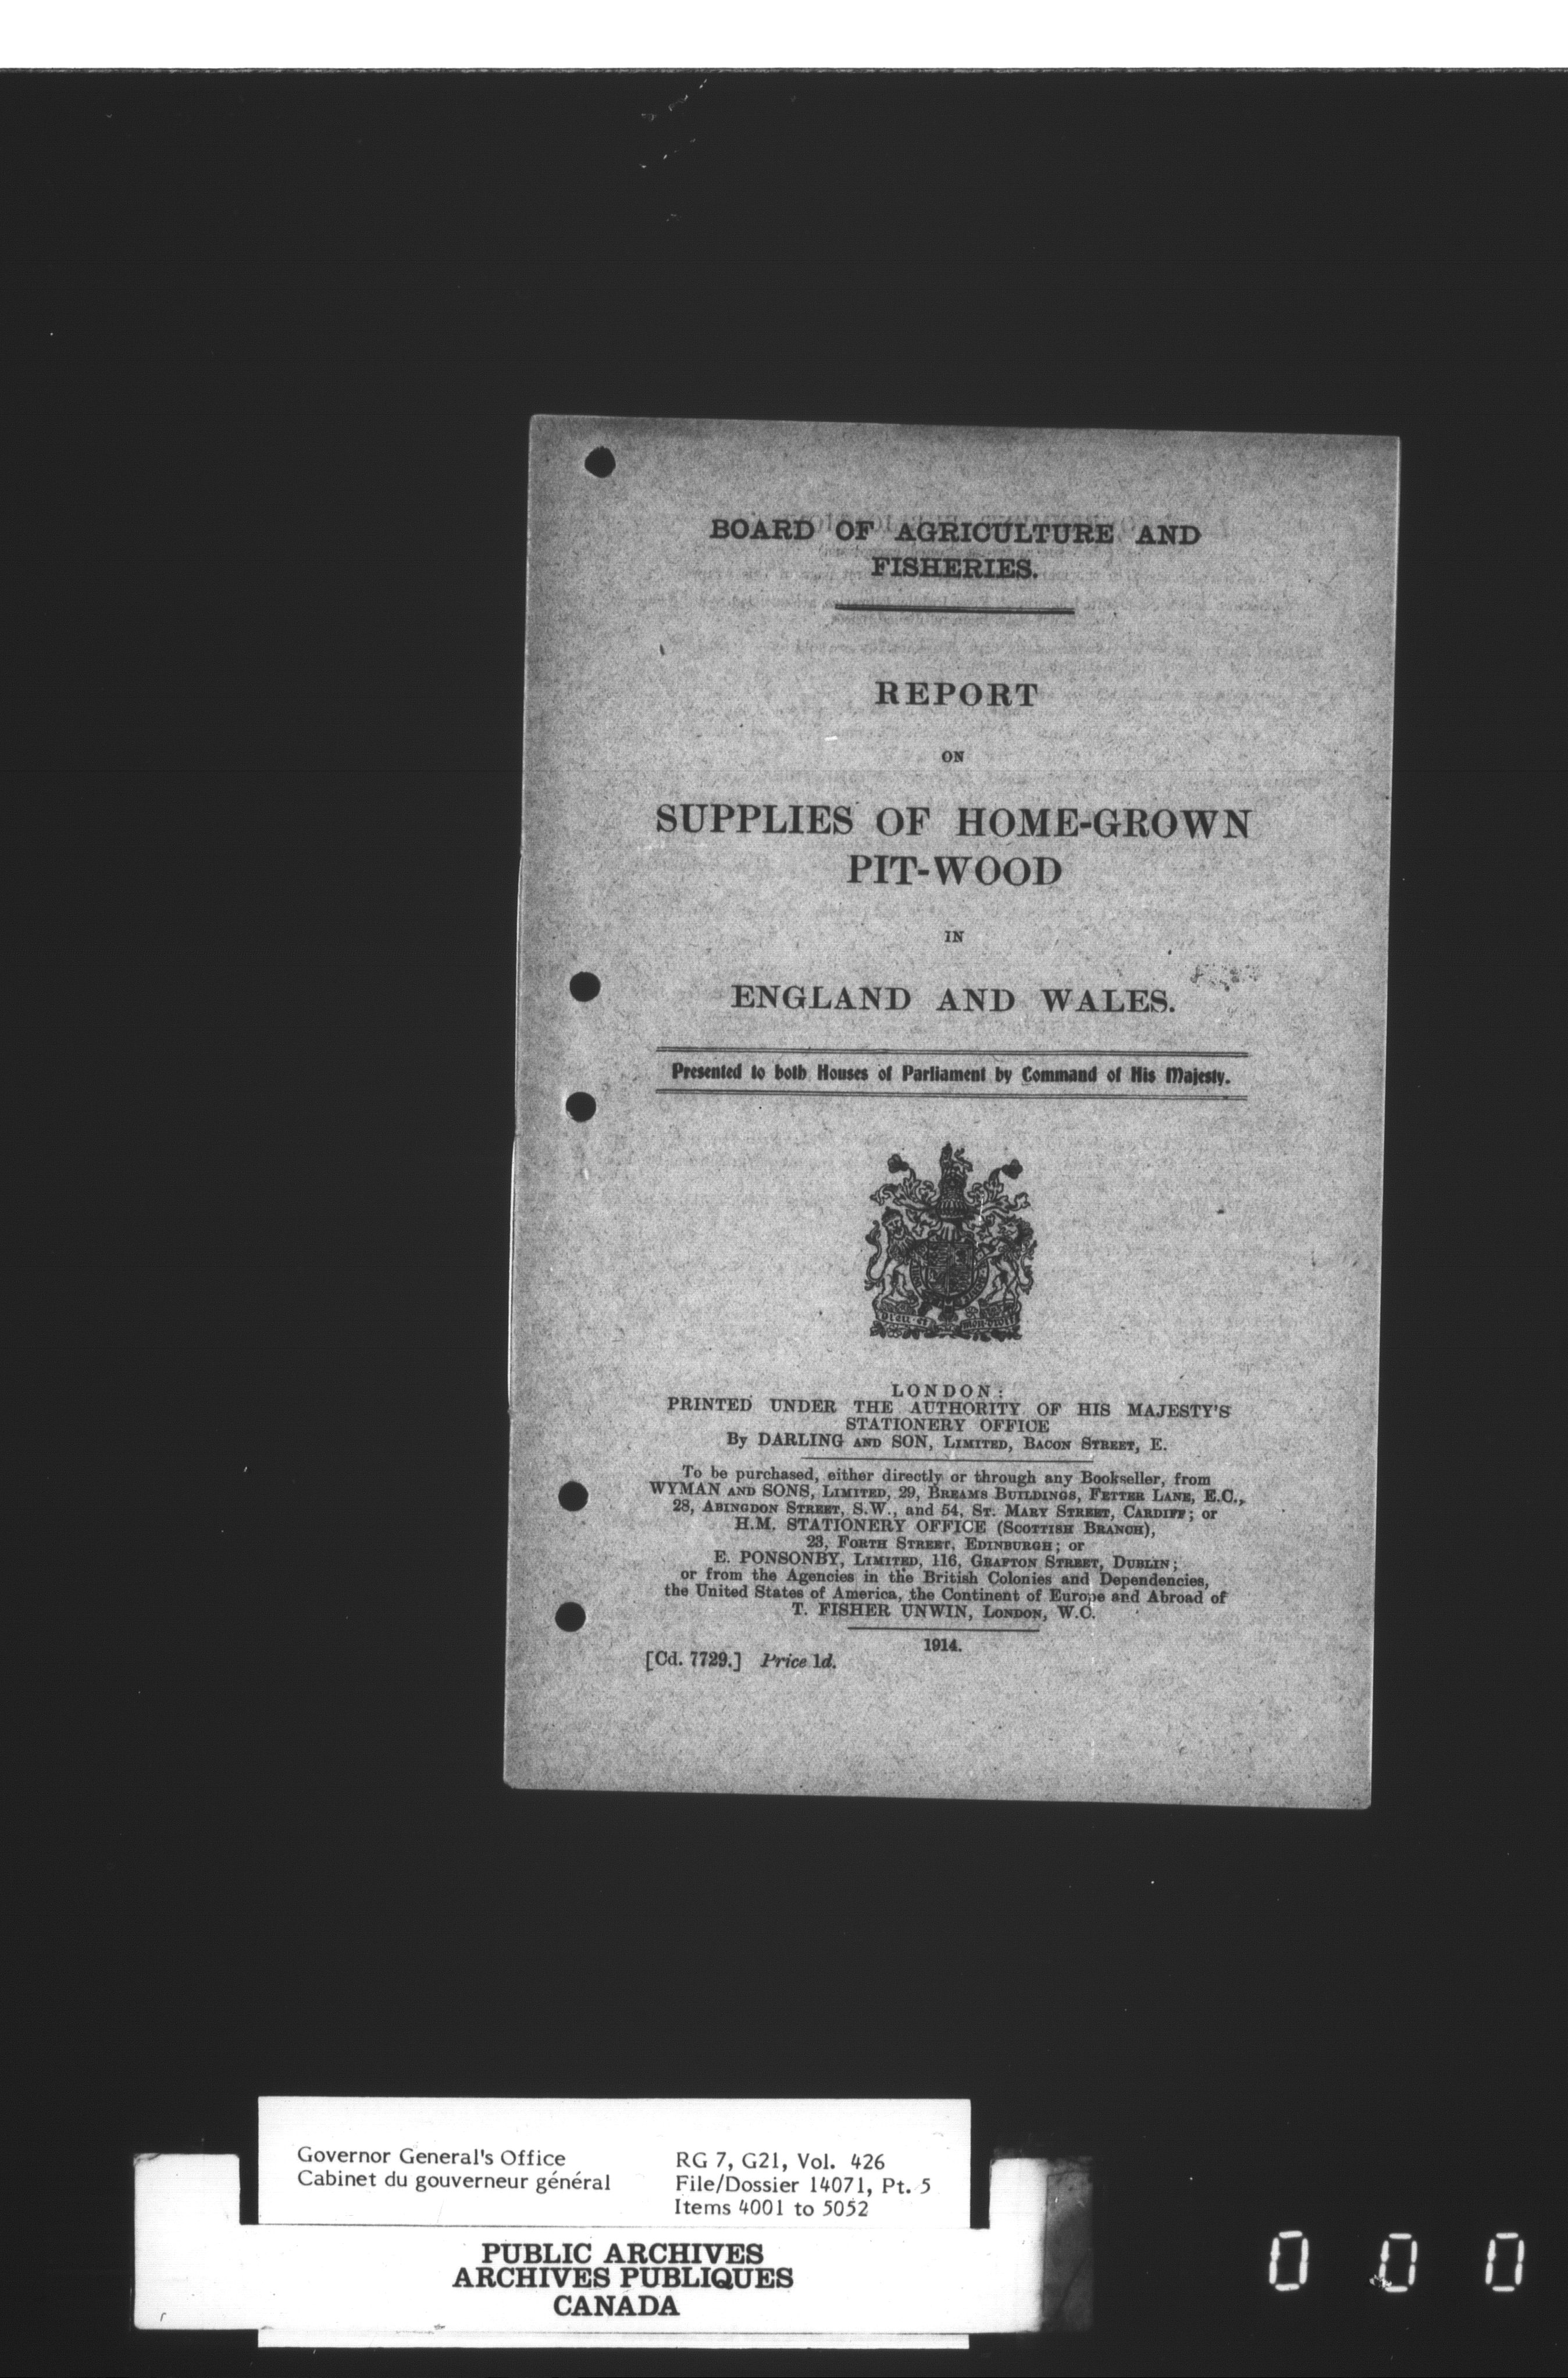 BOARD OF AGRICULTURE AND
FISHERIES.
REPORT
ON
SUPPLIES OF HOME-GROWN
PIT-WOOD
IN
ENGLAND AND WALES.
Presented to both Houses of Parliament by Command of His Majesty.
LONDON:
PRINTED UNDER THE AUTHORITY OF HIS MAJESTY'S
STATIONERY OFFICE
By DARLING AND SON, LIMITED, BACON STREET, E.
To be purchased, either directly or through any Bookseller, from
WYMAN AND SONS, LIMITED, 29, BREAMS BUILDINGS, FETTER LANE, E.C.,
28, ABINGDON STREET, S.W., and 54, ST. MARY STREET, CARDIFF; or
H.M. STATIONERY OFFICE (SCOTTISH BRANCH),
23, FORTH STREET, EDINBURGH; or
E. PONSONBY, LIMITED, 116, GRAFTON STREET, DUBLIN;
or from the Agencies in the British Colonies and Dependencies,
the United States of America, the Continent of Europe and Abroad of
T. FISHER UNWIN, LONDON, W.C.
1914.
[Cd. 7729.] Price 1d.
Governor General's Office
Cabinet du gouverneur général
RG 7, G21, Vol. 426
File/Dossier 14071, Pt. 5
Items 4001 to 5052
PUBLIC ARCHIVES
ARCHIVES PUBLIQUES
CANADA
0 0 0